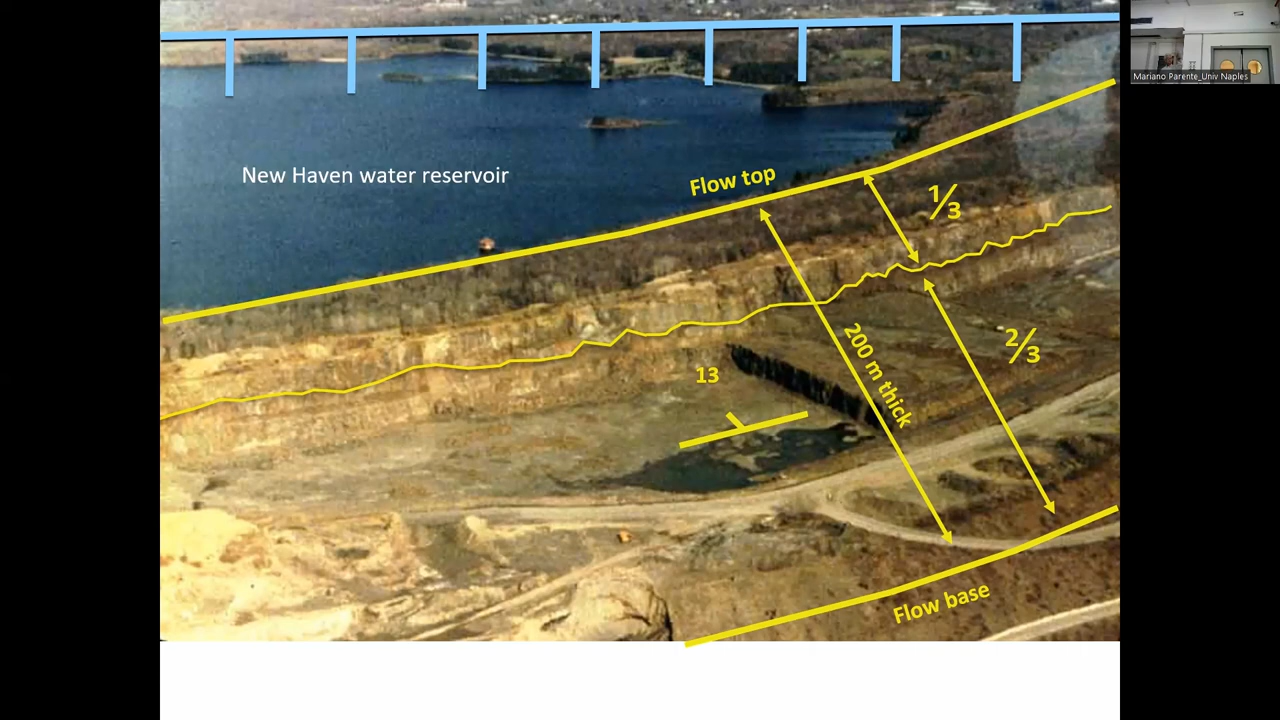 Mariano Parente_Univ Naples
New Haven water reservoir
Flow top
⅓
200 m thick
⅔
13
Flow base